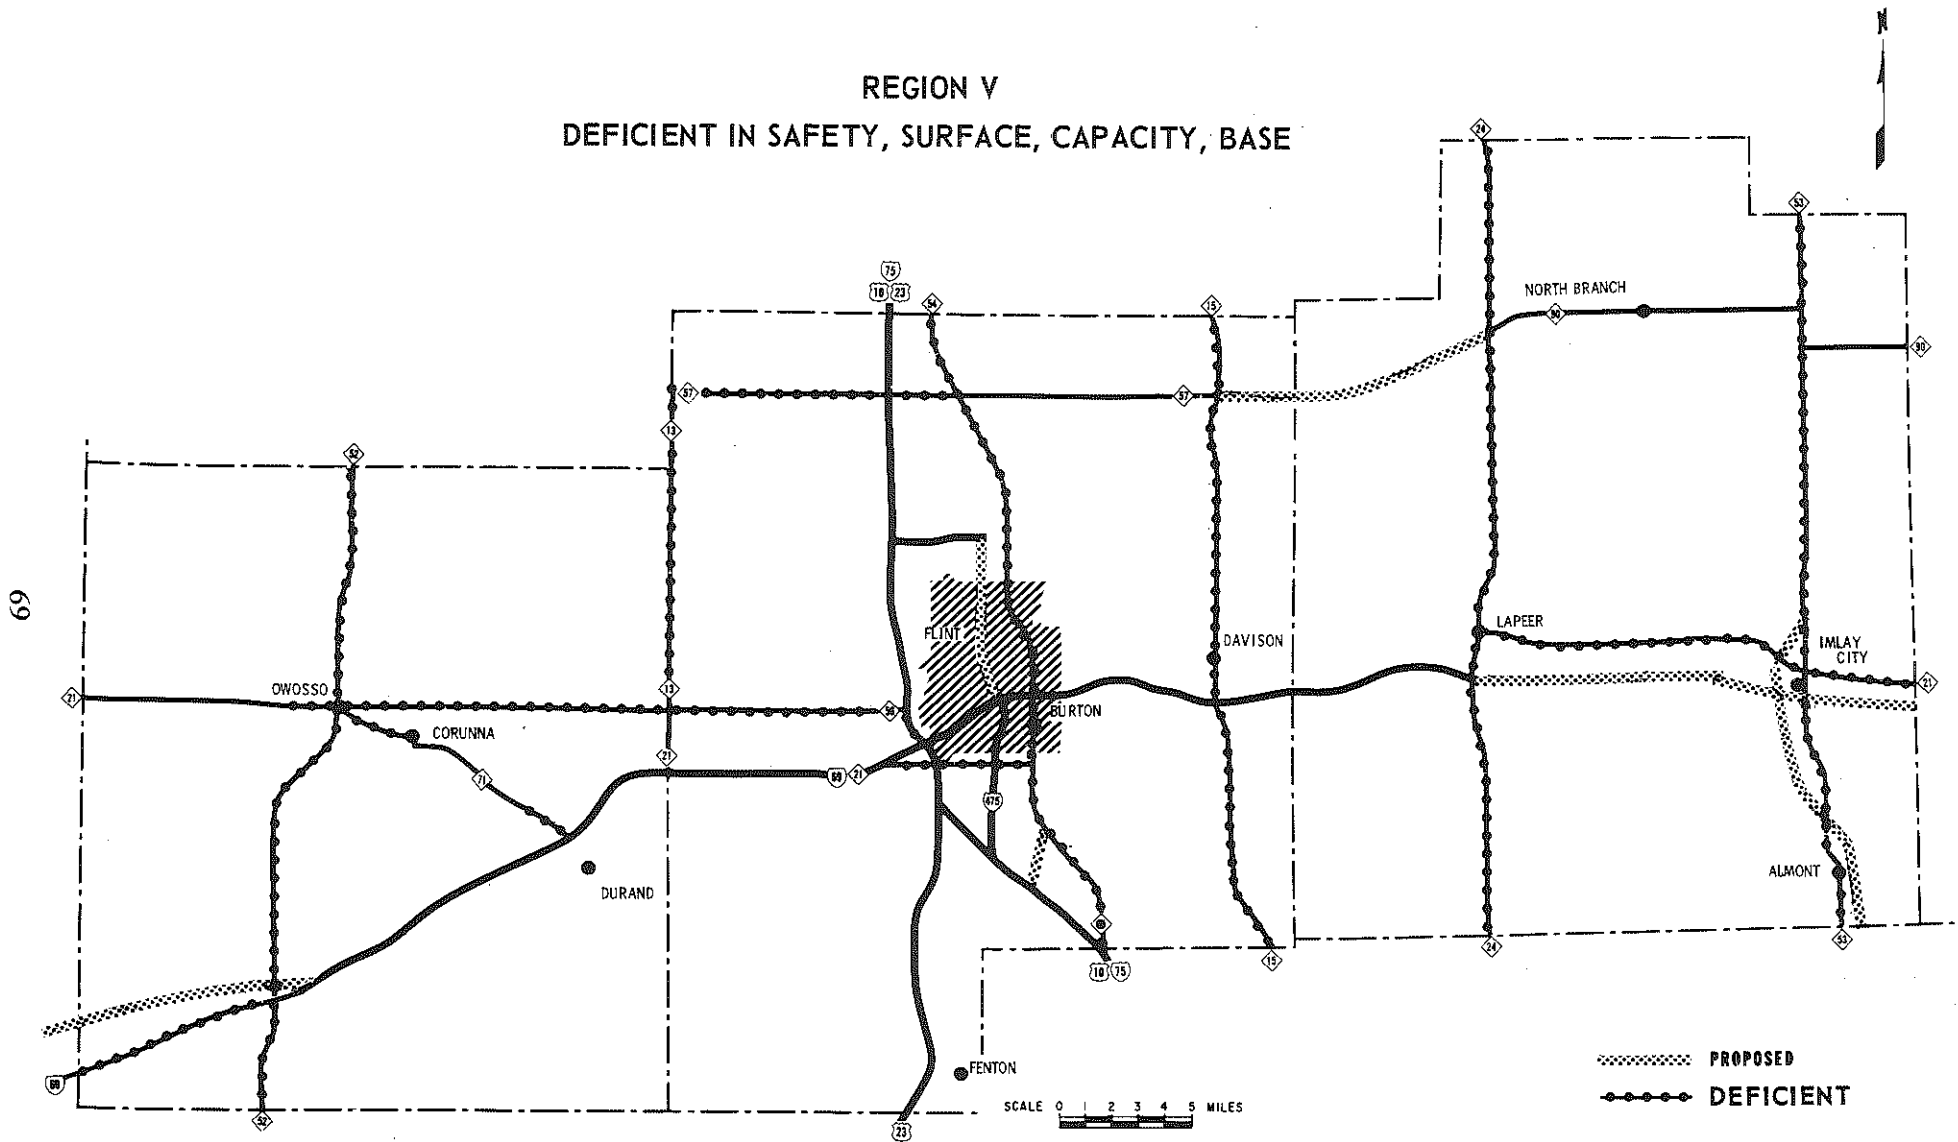 N
REGION V
DEFICIENT IN SAFETY, SURFACE, CAPACITY, BASE
24
53
75
10 23
54
15
NORTH BRANCH
90
90
57
57
13
52
69
FLINT
DAVISON
LAPEER
IMLAY
CITY
21
OWOSSO
13
21
56
BURTON
CORUNNA
21
71
69
21
475
DURAND
ALMONT
53
24
15
10 75
69
52
23
FENTON
SCALE 0 1 2 3 4 5 MILES
PROPOSED
DEFICIENT